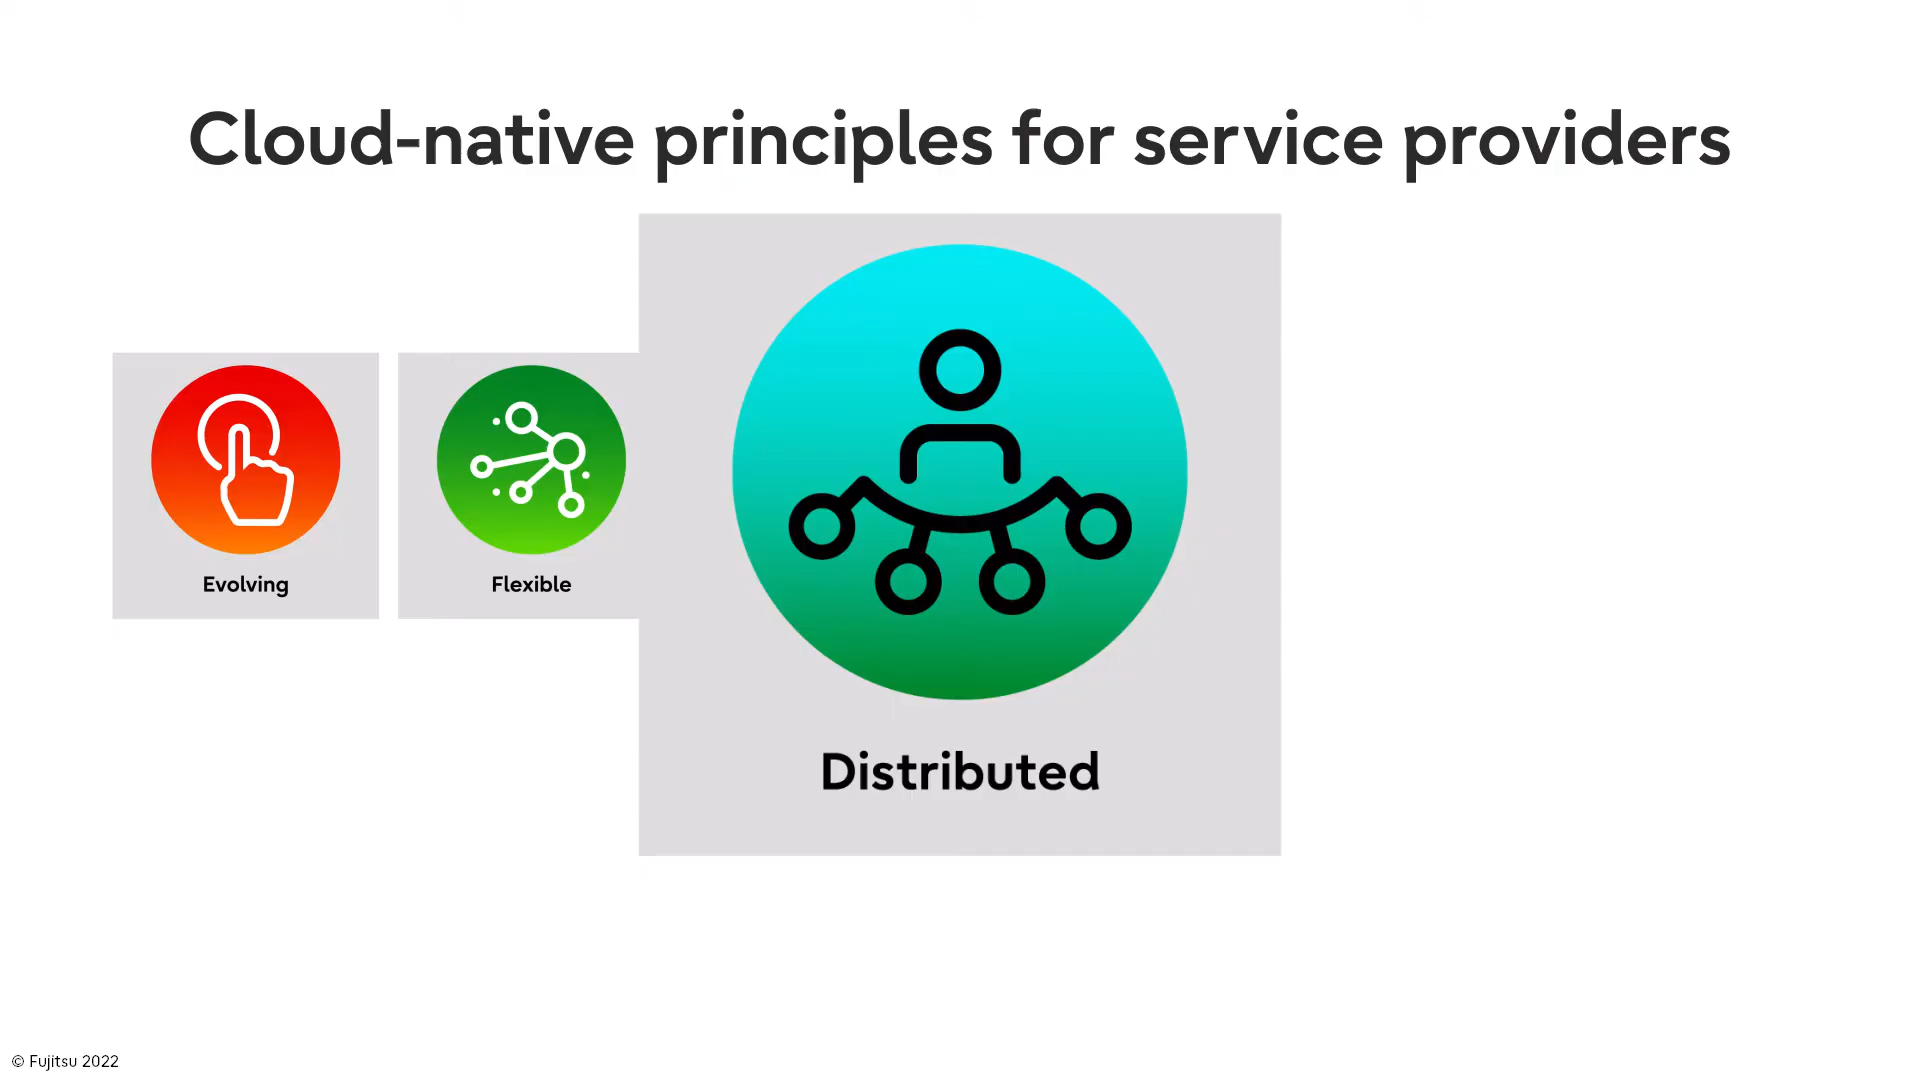 Cloud-native principles for service providers
Evolving
Flexible
Distributed
© Fujitsu 2022